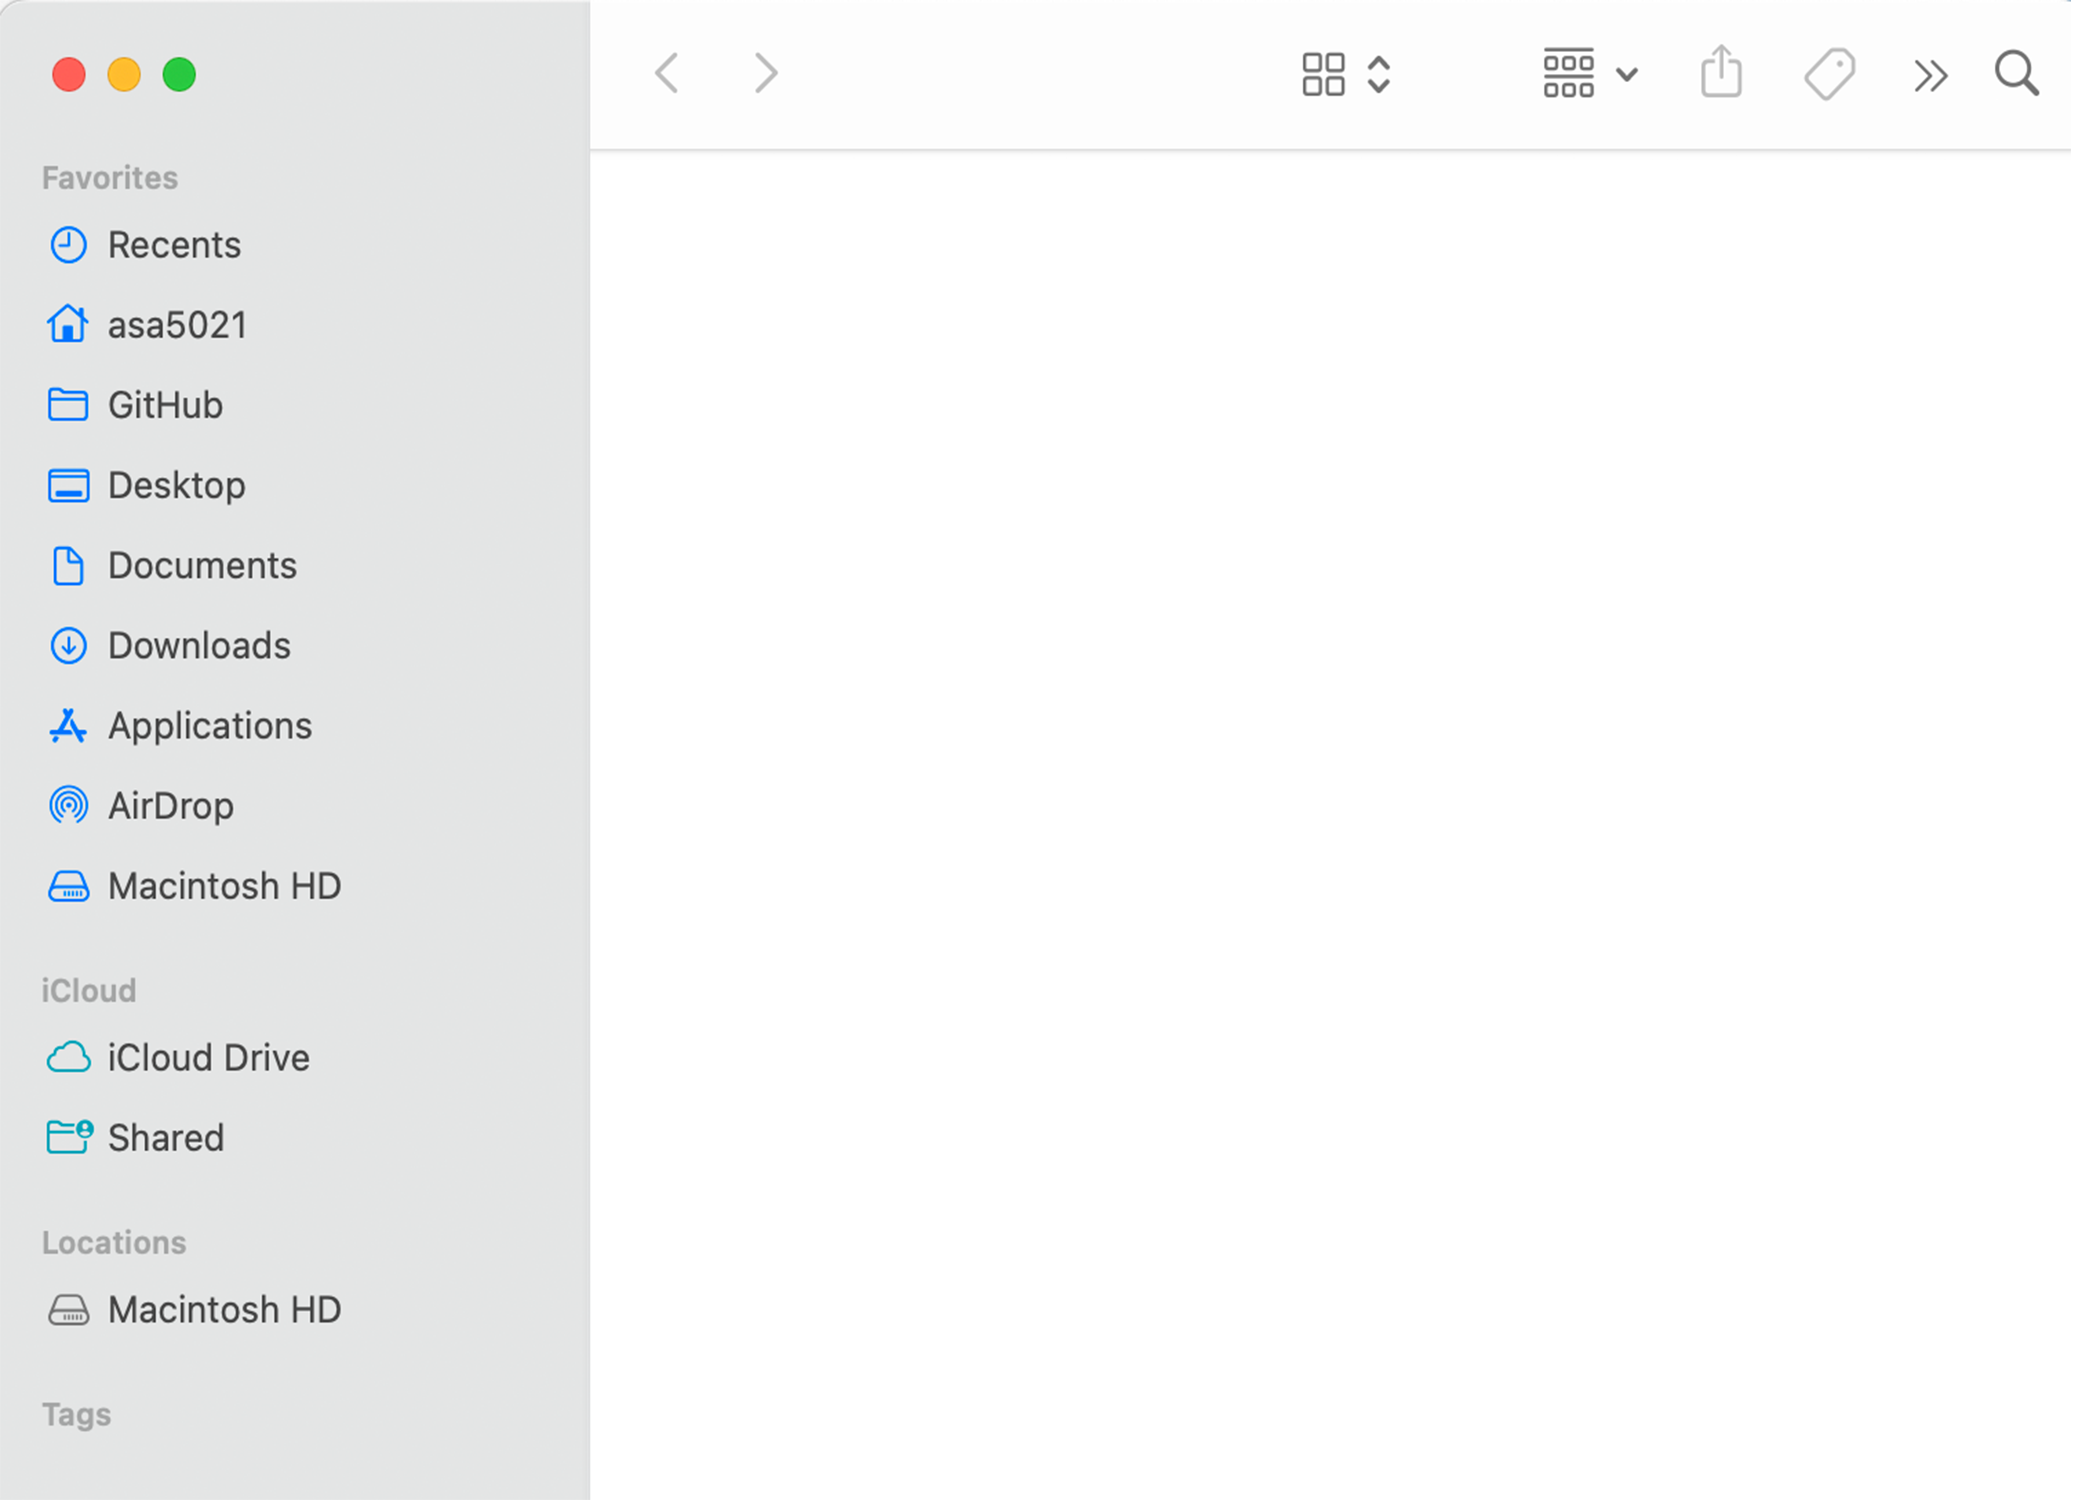 Favorites
Recents
asa5021
GitHub
Desktop
Documents
Downloads
Applications
AirDrop
Macintosh HD
iCloud
iCloud Drive
Shared
Locations
Macintosh HD
Tags